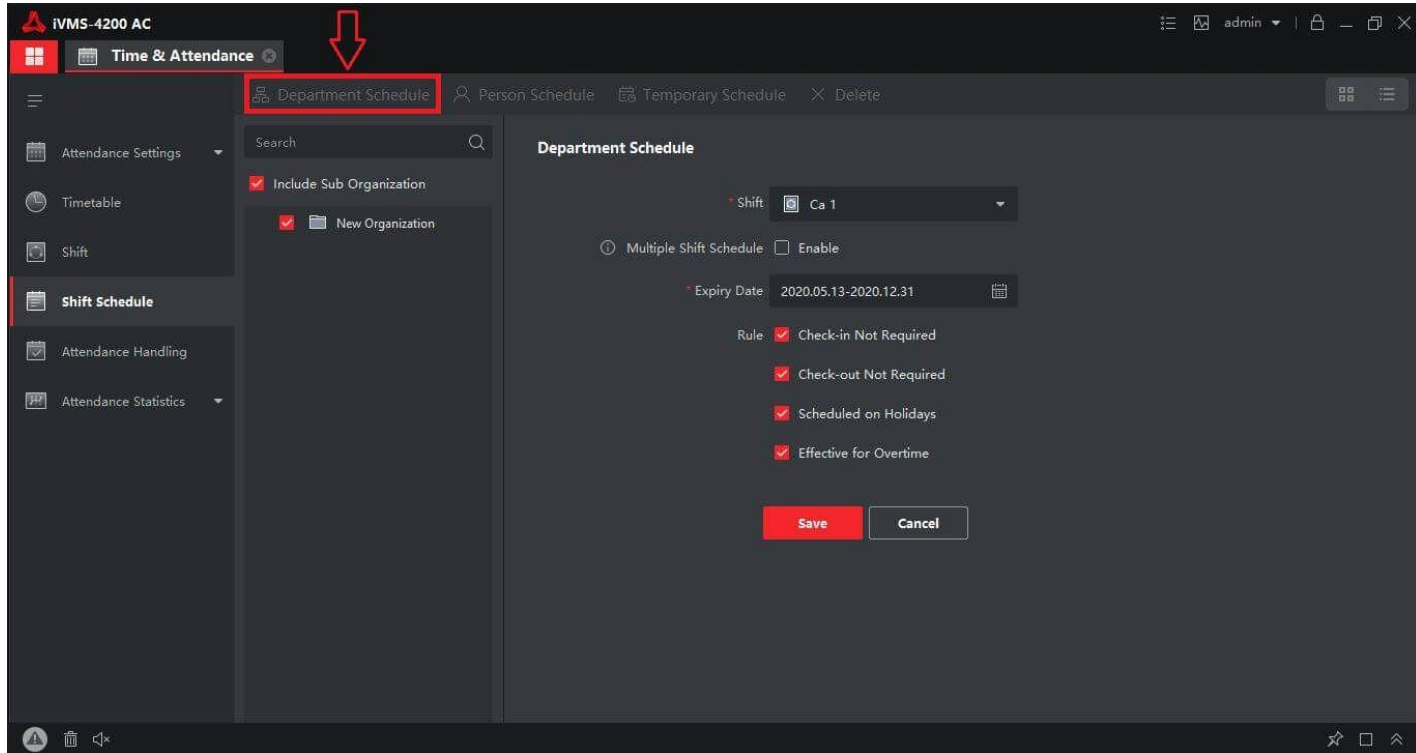 iVMS-4200 AC
admin
Time & Attendance
Department Schedule Person Schedule Temporary Schedule Delete
Attendance Settings
Timetable
Shift
Shift Schedule
Attendance Handling
Attendance Statistics
Search
Include Sub Organization
New Organization
Department Schedule
* Shift Ca 1
Multiple Shift Schedule Enable
* Expiry Date 2020.05.13-2020.12.31
Rule Check-in Not Required
Check-out Not Required
Scheduled on Holidays
Effective for Overtime
Save Cancel